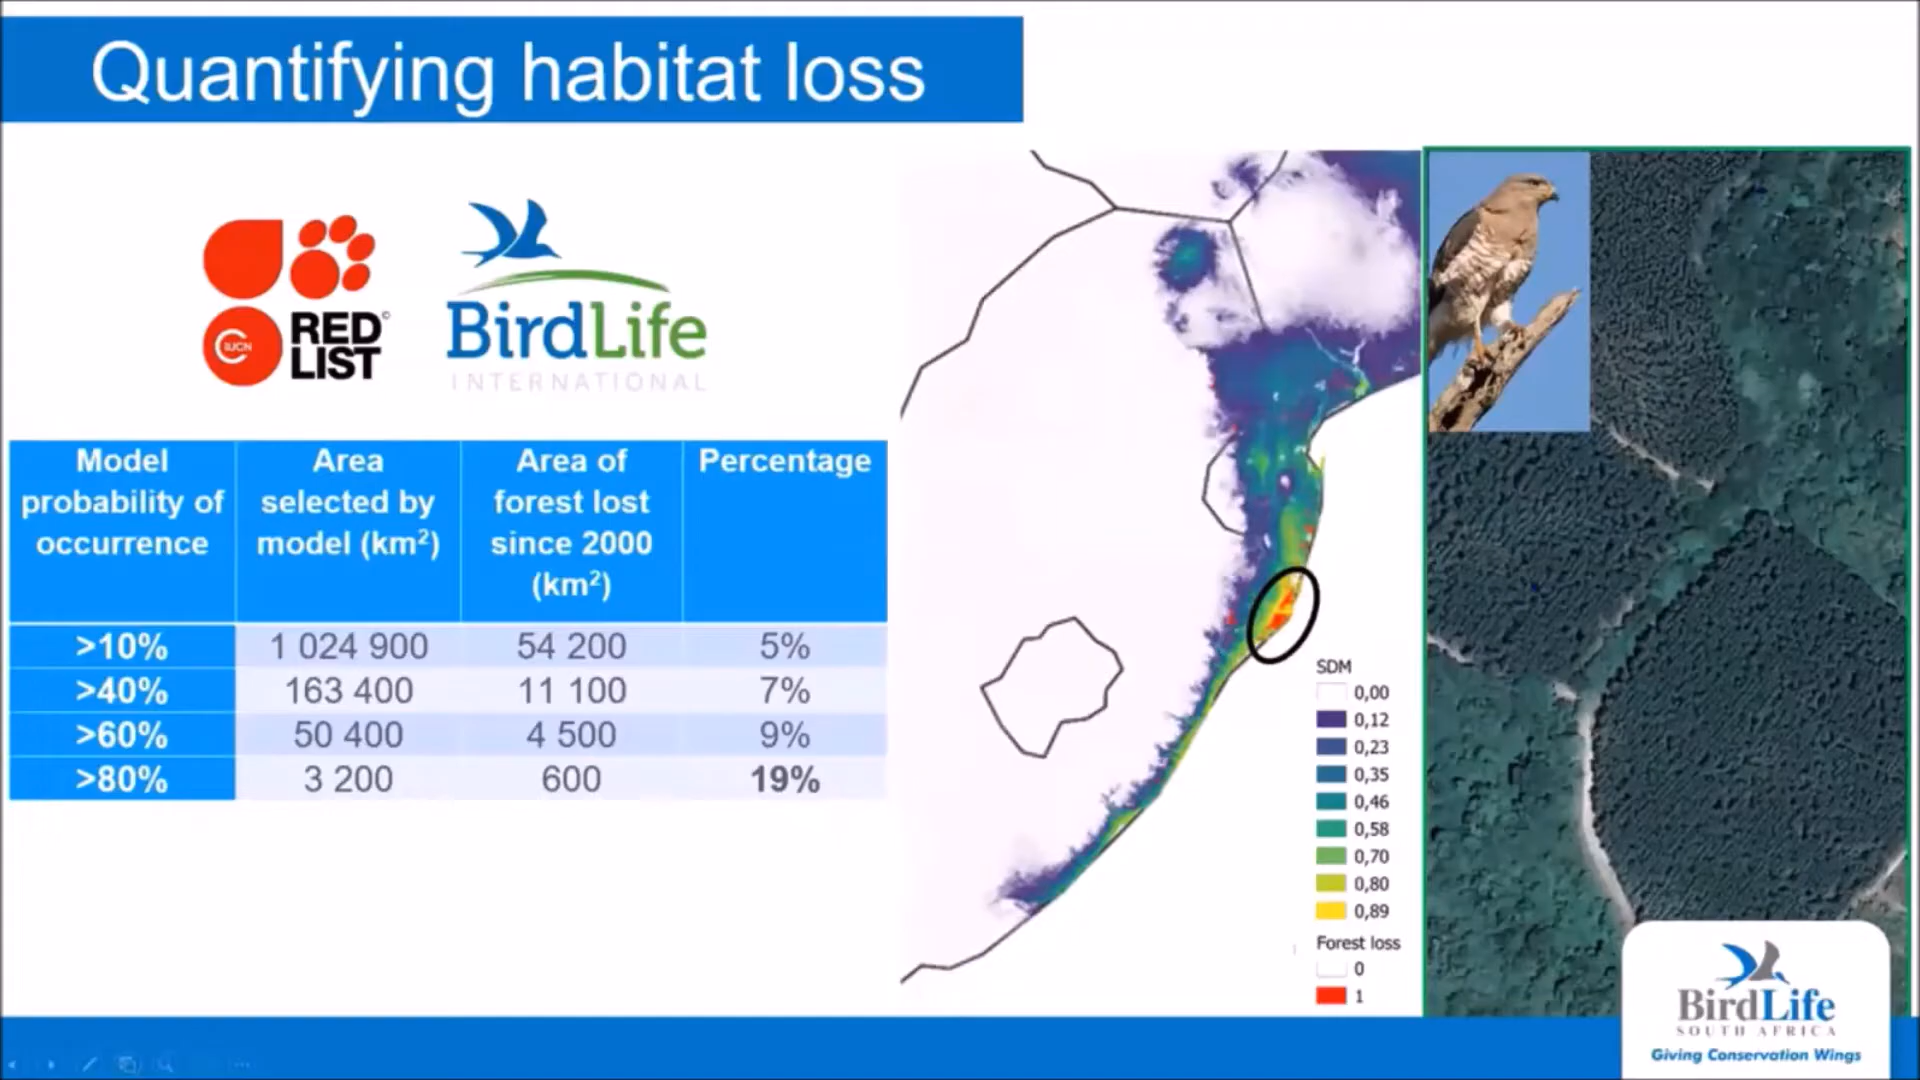 Quantifying habitat loss
RED
LIST
IUCN
©
BirdLife
INTERNATIONAL
Model
probability of
occurrence
Area
selected by
model (km²)
Area of
forest lost
since 2000
(km²)
Percentage
>10% 1 024 900 54 200 5%
>40% 163 400 11 100 7%
>60% 50 400 4 500 9%
>80% 3 200 600 19%
SDM
0,00
0,12
0,23
0,35
0,46
0,58
0,70
0,80
0,89
Forest loss
0
1
BirdLife
SOUTH AFRICA
Giving Conservation Wings